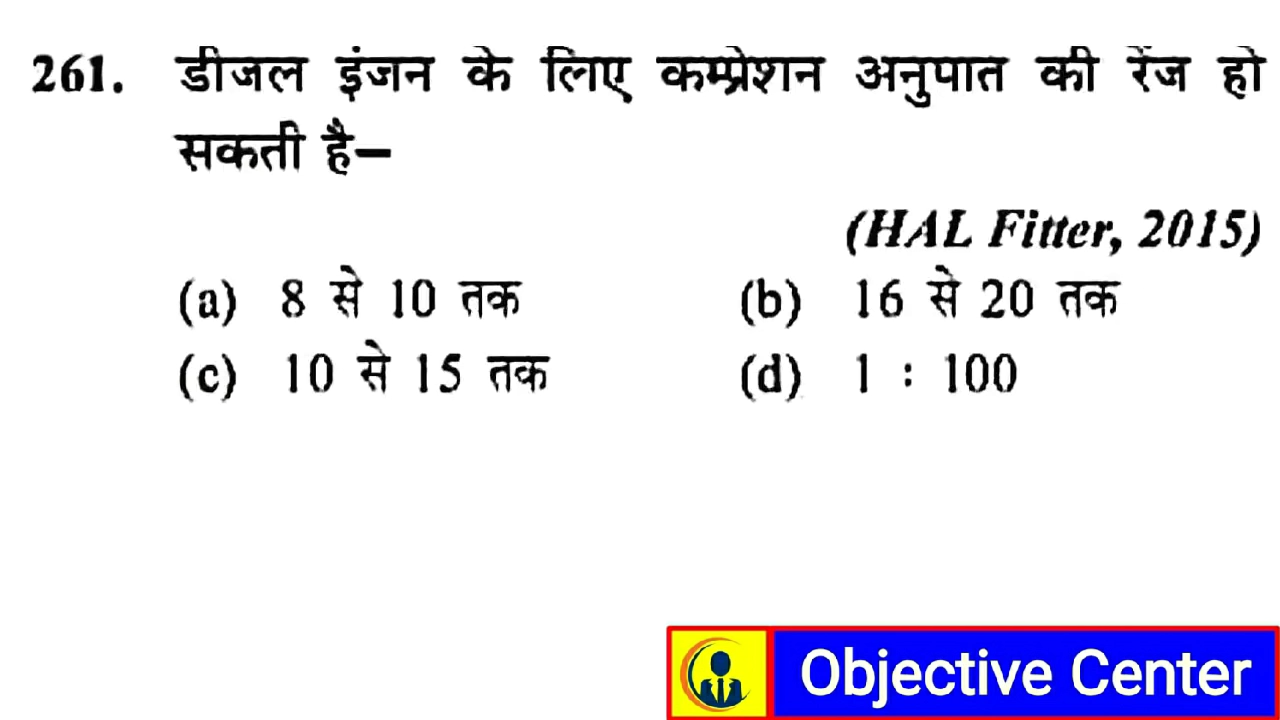 261. डीजल इंजन के लिए कम्प्रेशन अनुपात की रेंज हो
सकती है–
(HAL Fitter, 2015)
(a) 8 से 10 तक (b) 16 से 20 तक
(c) 10 से 15 तक (d) 1 : 100
Objective Center